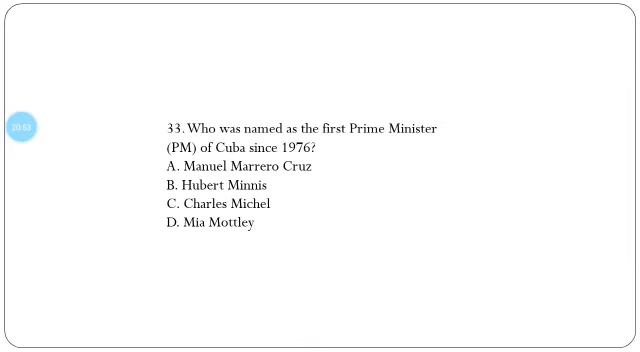 20:53
33. Who was named as the first Prime Minister
(PM) of Cuba since 1976?
A. Manuel Marrero Cruz
B. Hubert Minnis
C. Charles Michel
D. Mia Mottley